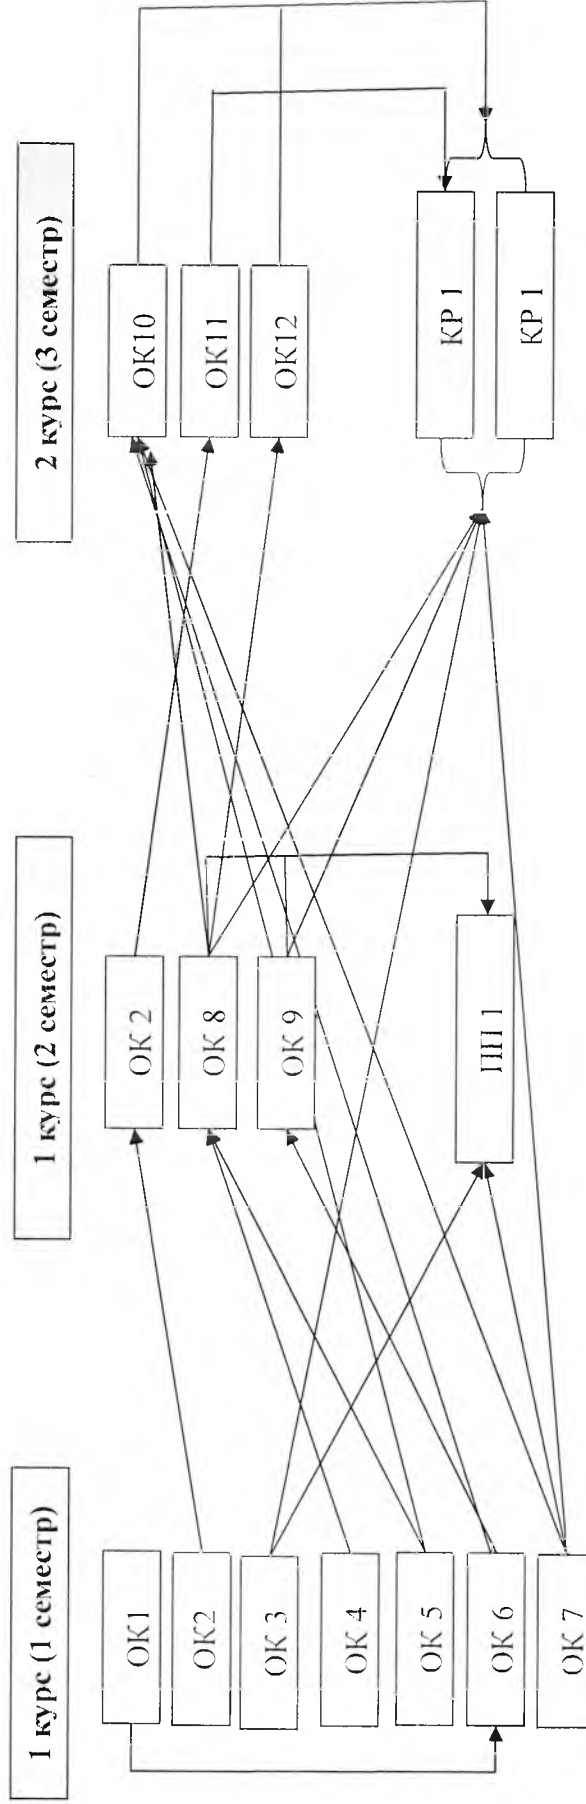 1 курс (1 семестр)
ОК1
ОК2
ОК 3
ОК 4
ОК 5
ОК 6
ОК 7
1 курс (2 семестр)
ОК 2
ОК 8
ОК 9
ПП 1
2 курс (3 семестр)
ОК10
ОК11
ОК12
КР 1
КР 1